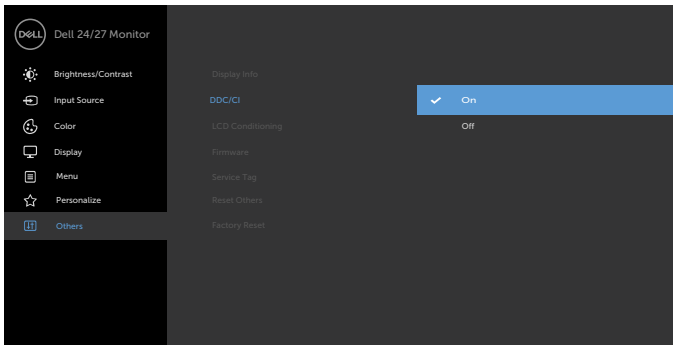 DELL Dell 24/27 Monitor
Brightness/Contrast
Input Source
Color
Display
Menu
Personalize
Others
Display Info
DDC/CI
LCD Conditioning
Firmware
Service Tag
Reset Others
Factory Reset
On
Off